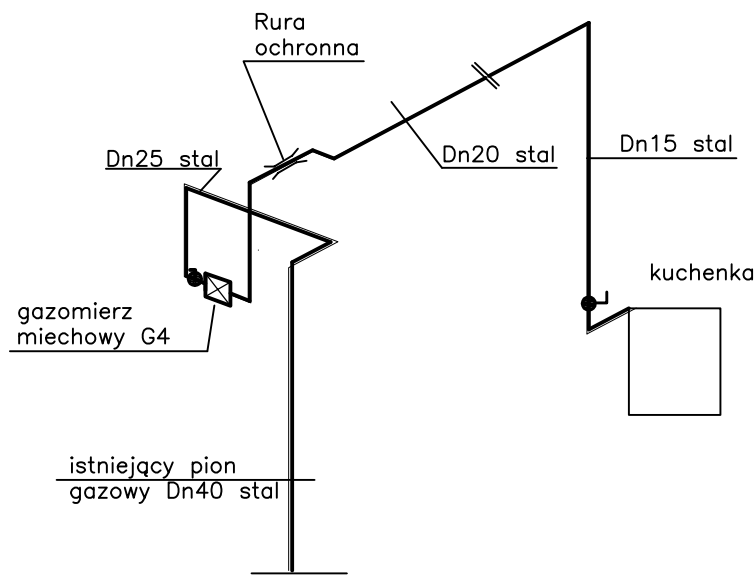 Rura
ochronna
Dn25 stal
Dn20 stal
Dn15 stal
kuchenka
gazomierz
miechowy G4
istniejący pion
gazowy Dn40 stal